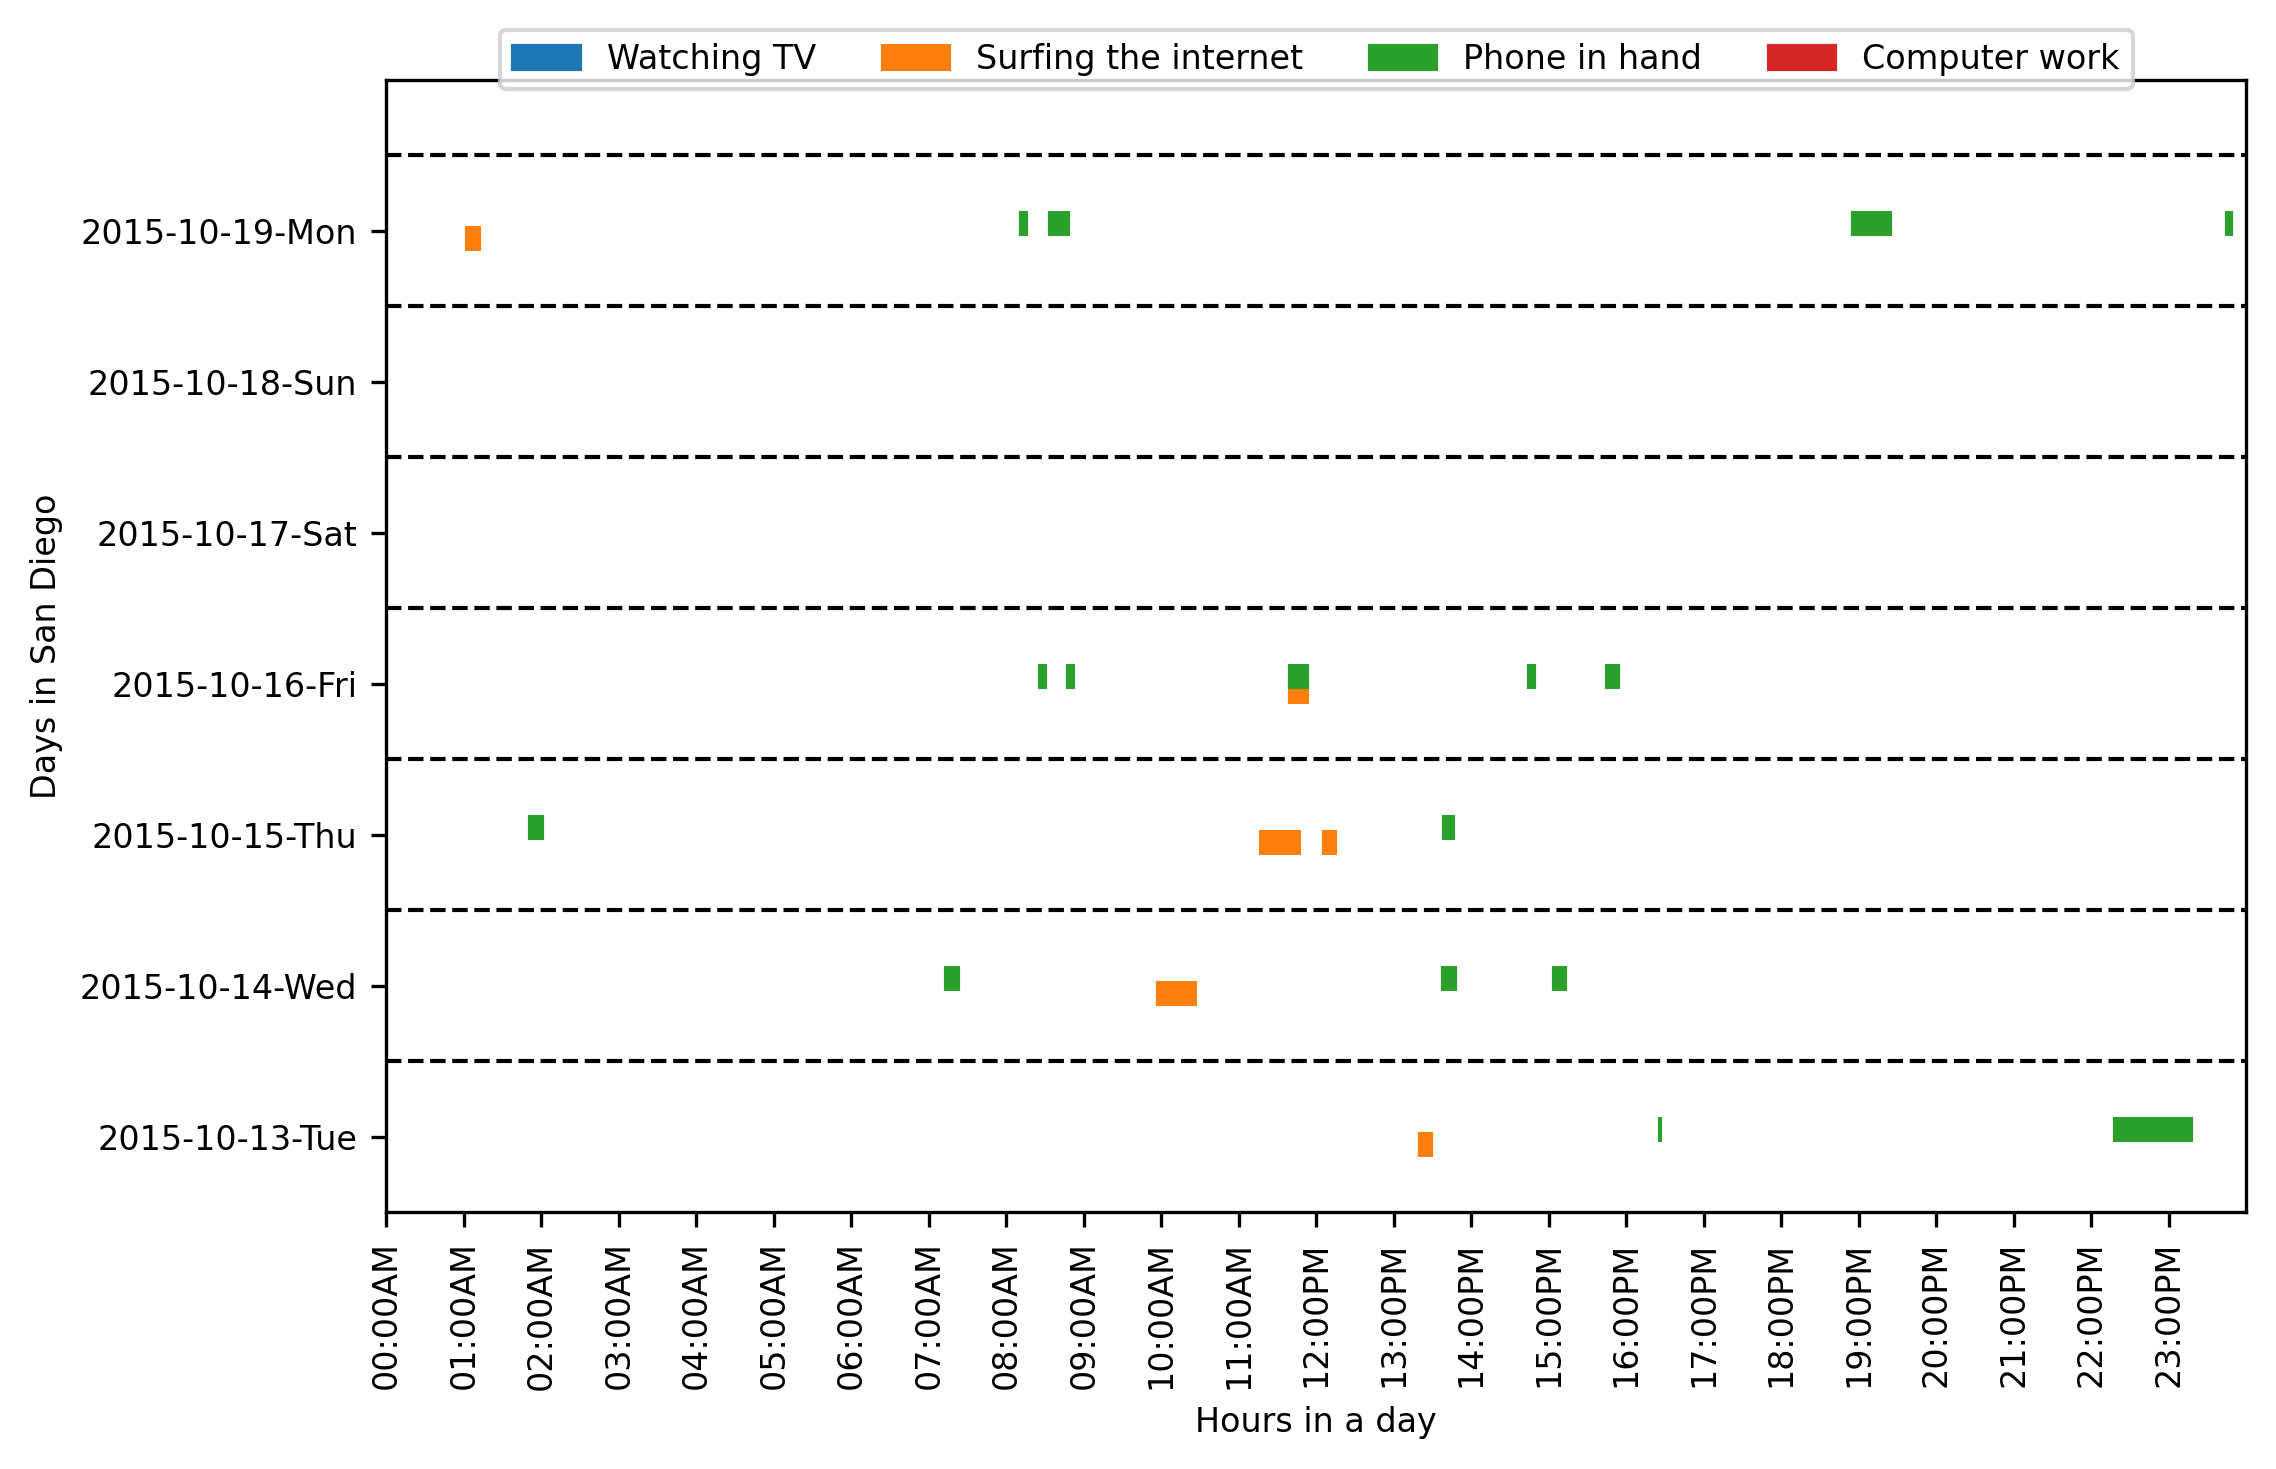 Watching TV Surfing the internet Phone in hand Computer work
Days in San Diego
2015-10-19-Mon
2015-10-18-Sun
2015-10-17-Sat
2015-10-16-Fri
2015-10-15-Thu
2015-10-14-Wed
2015-10-13-Tue
00:00AM
01:00AM
02:00AM
03:00AM
04:00AM
05:00AM
06:00AM
07:00AM
08:00AM
09:00AM
10:00AM
11:00AM
12:00PM
13:00PM
14:00PM
15:00PM
16:00PM
17:00PM
18:00PM
19:00PM
20:00PM
21:00PM
22:00PM
23:00PM
Hours in a day